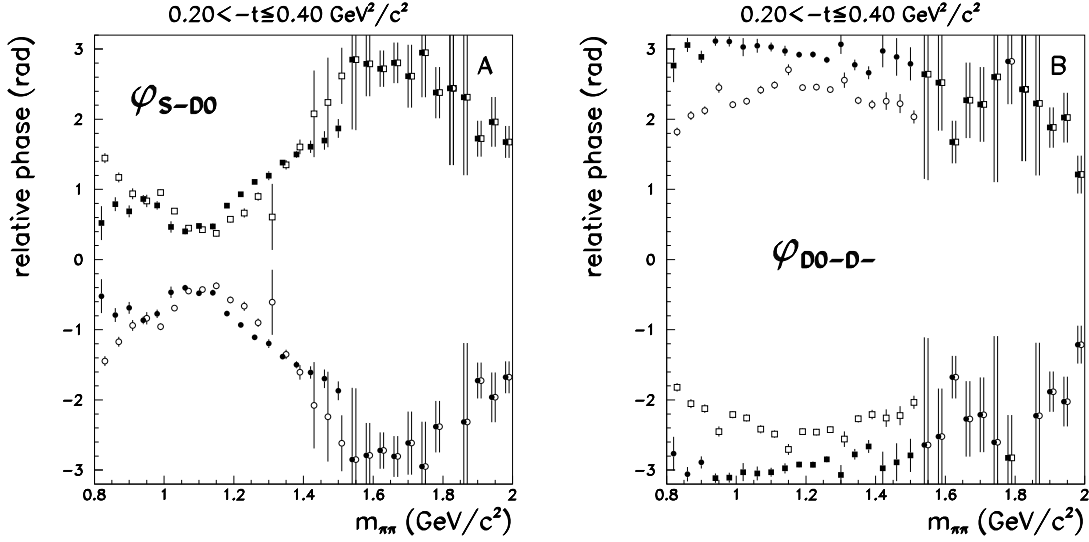 0.20<-t≤0.40 GeV²/c²
relative phase (rad)
A
φS-D0
3
2
1
0
-1
-2
-3
0.8 1 1.2 1.4 1.6 1.8 2
mππ (GeV/c²)
0.20<-t≤0.40 GeV²/c²
relative phase (rad)
B
φD0-D-
3
2
1
0
-1
-2
-3
0.8 1 1.2 1.4 1.6 1.8 2
mππ (GeV/c²)